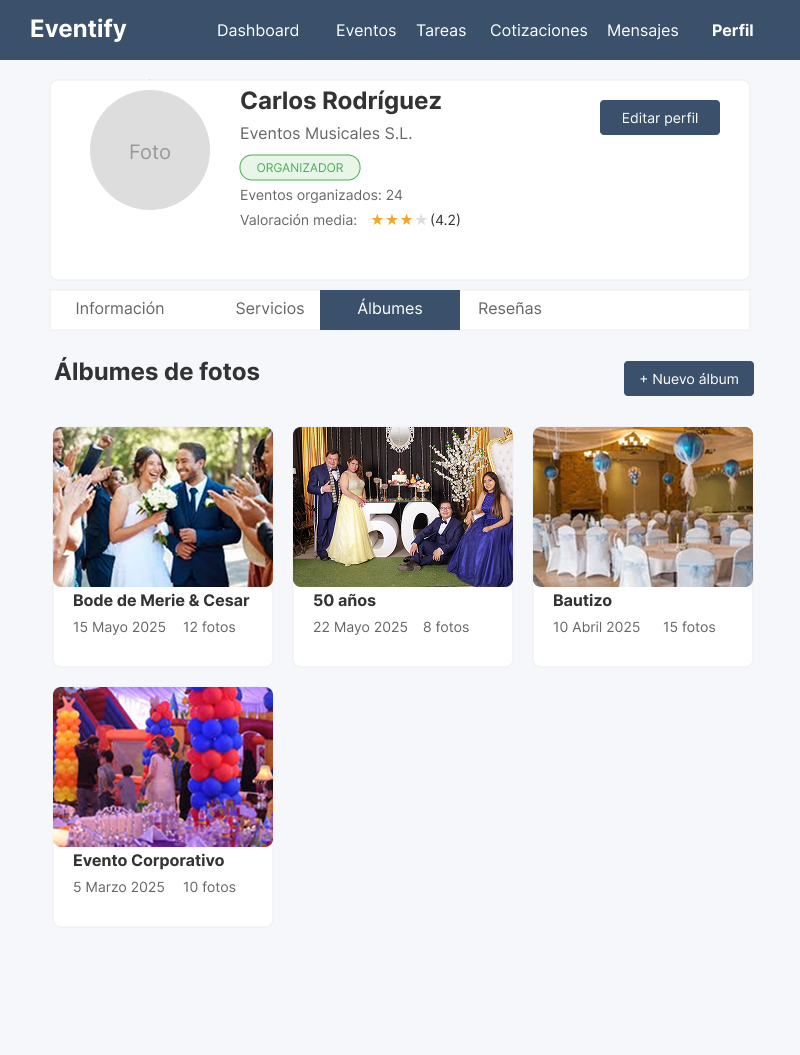 Eventify
Dashboard Eventos Tareas Cotizaciones Mensajes Perfil
Foto
Carlos Rodríguez
Editar perfil
Eventos Musicales S.L.
ORGANIZADOR
Eventos organizados: 24
Valoración media: ★★★★ (4.2)
Información Servicios Álbumes Reseñas
Álbumes de fotos
+ Nuevo álbum
50
Bode de Merie & Cesar
15 Mayo 2025 12 fotos
50 años
22 Mayo 2025 8 fotos
Bautizo
10 Abril 2025 15 fotos
Evento Corporativo
5 Marzo 2025 10 fotos